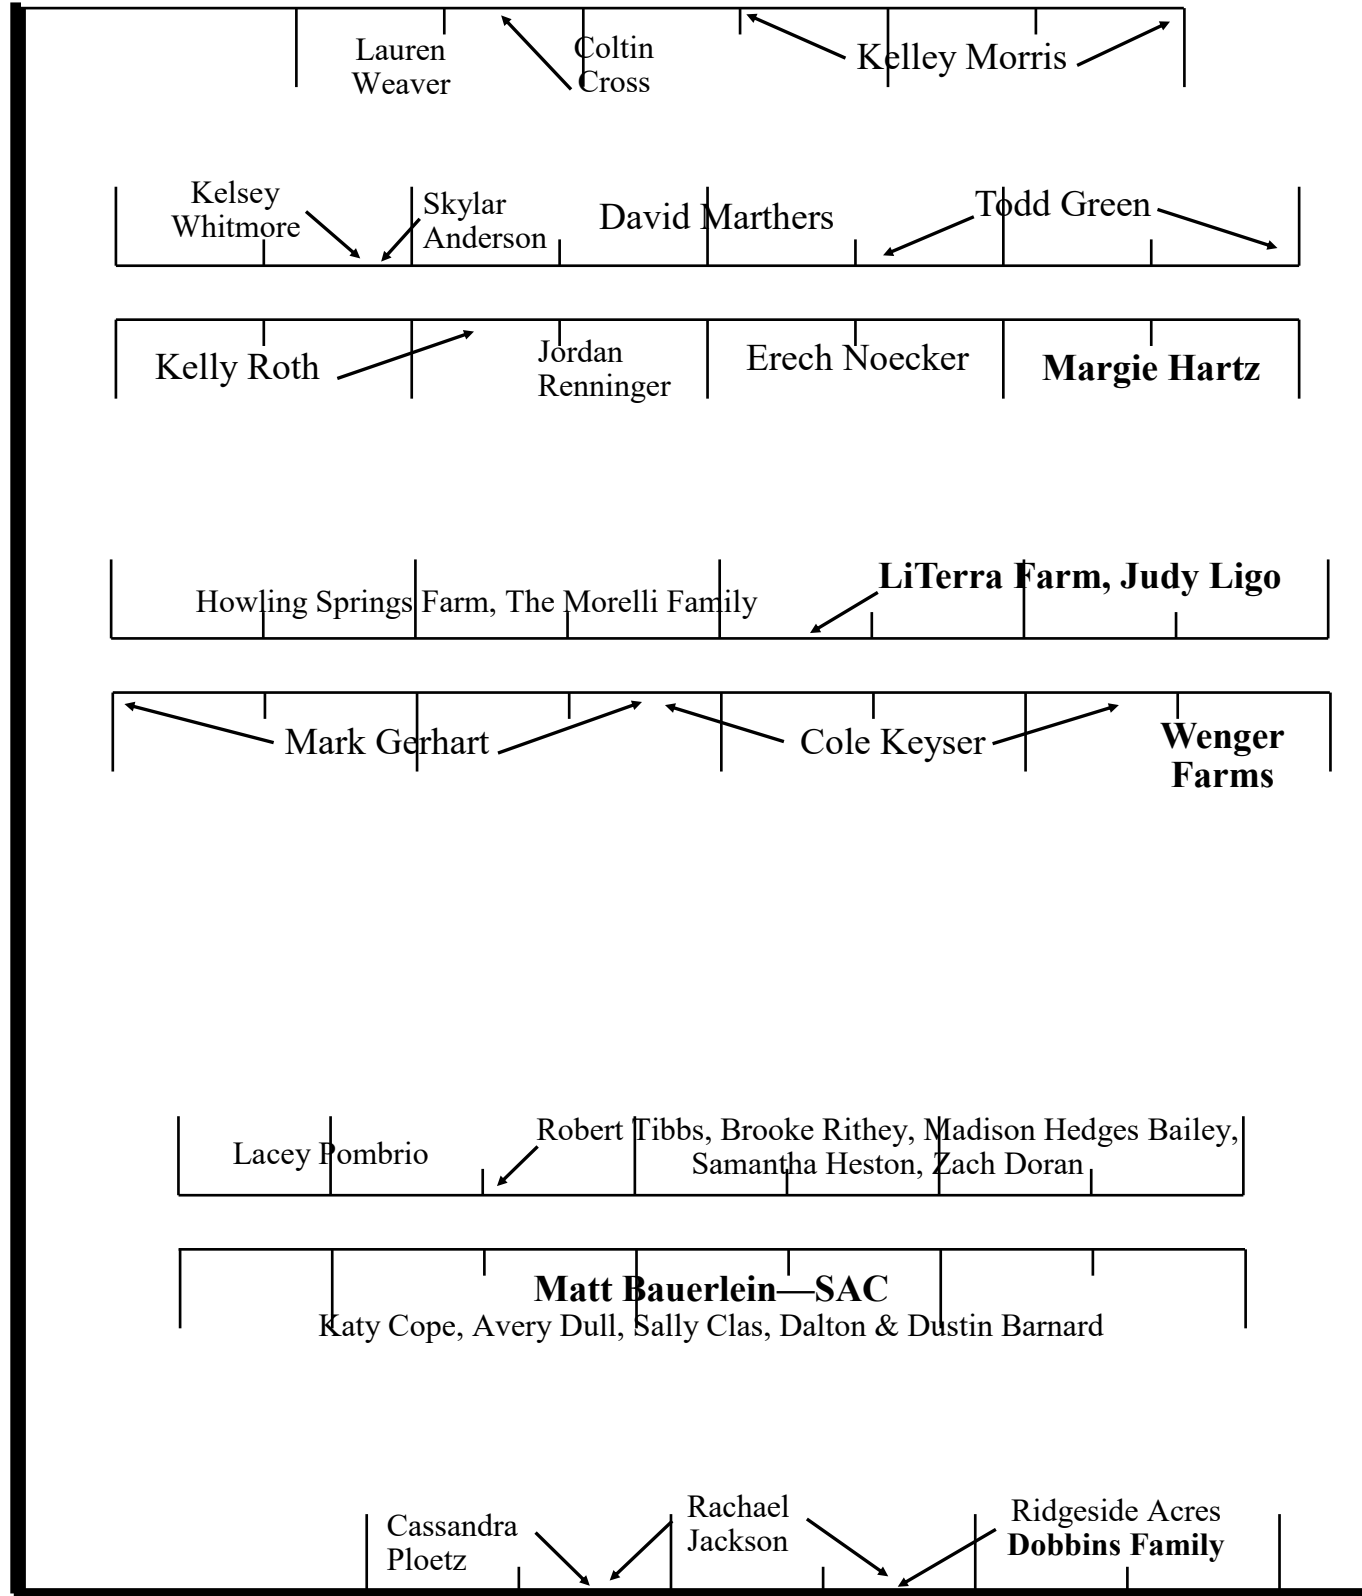 Lauren
Weaver
Coltin
Cross
Kelley Morris
Kelsey
Whitmore
Skylar
Anderson
David Marthers
Todd Green
Kelly Roth
Jordan
Renninger
Erech Noecker
Margie Hartz
Howling Springs Farm, The Morelli Family
LiTerra Farm, Judy Ligo
Mark Gerhart
Cole Keyser
Wenger
Farms
Lacey Pombrio
Robert Tibbs, Brooke Rithey, Madison Hedges Bailey,
Samantha Heston, Zach Doran
Matt Bauerlein—SAC
Katy Cope, Avery Dull, Sally Clas, Dalton & Dustin Barnard
Cassandra
Ploetz
Rachael
Jackson
Ridgeside Acres
Dobbins Family